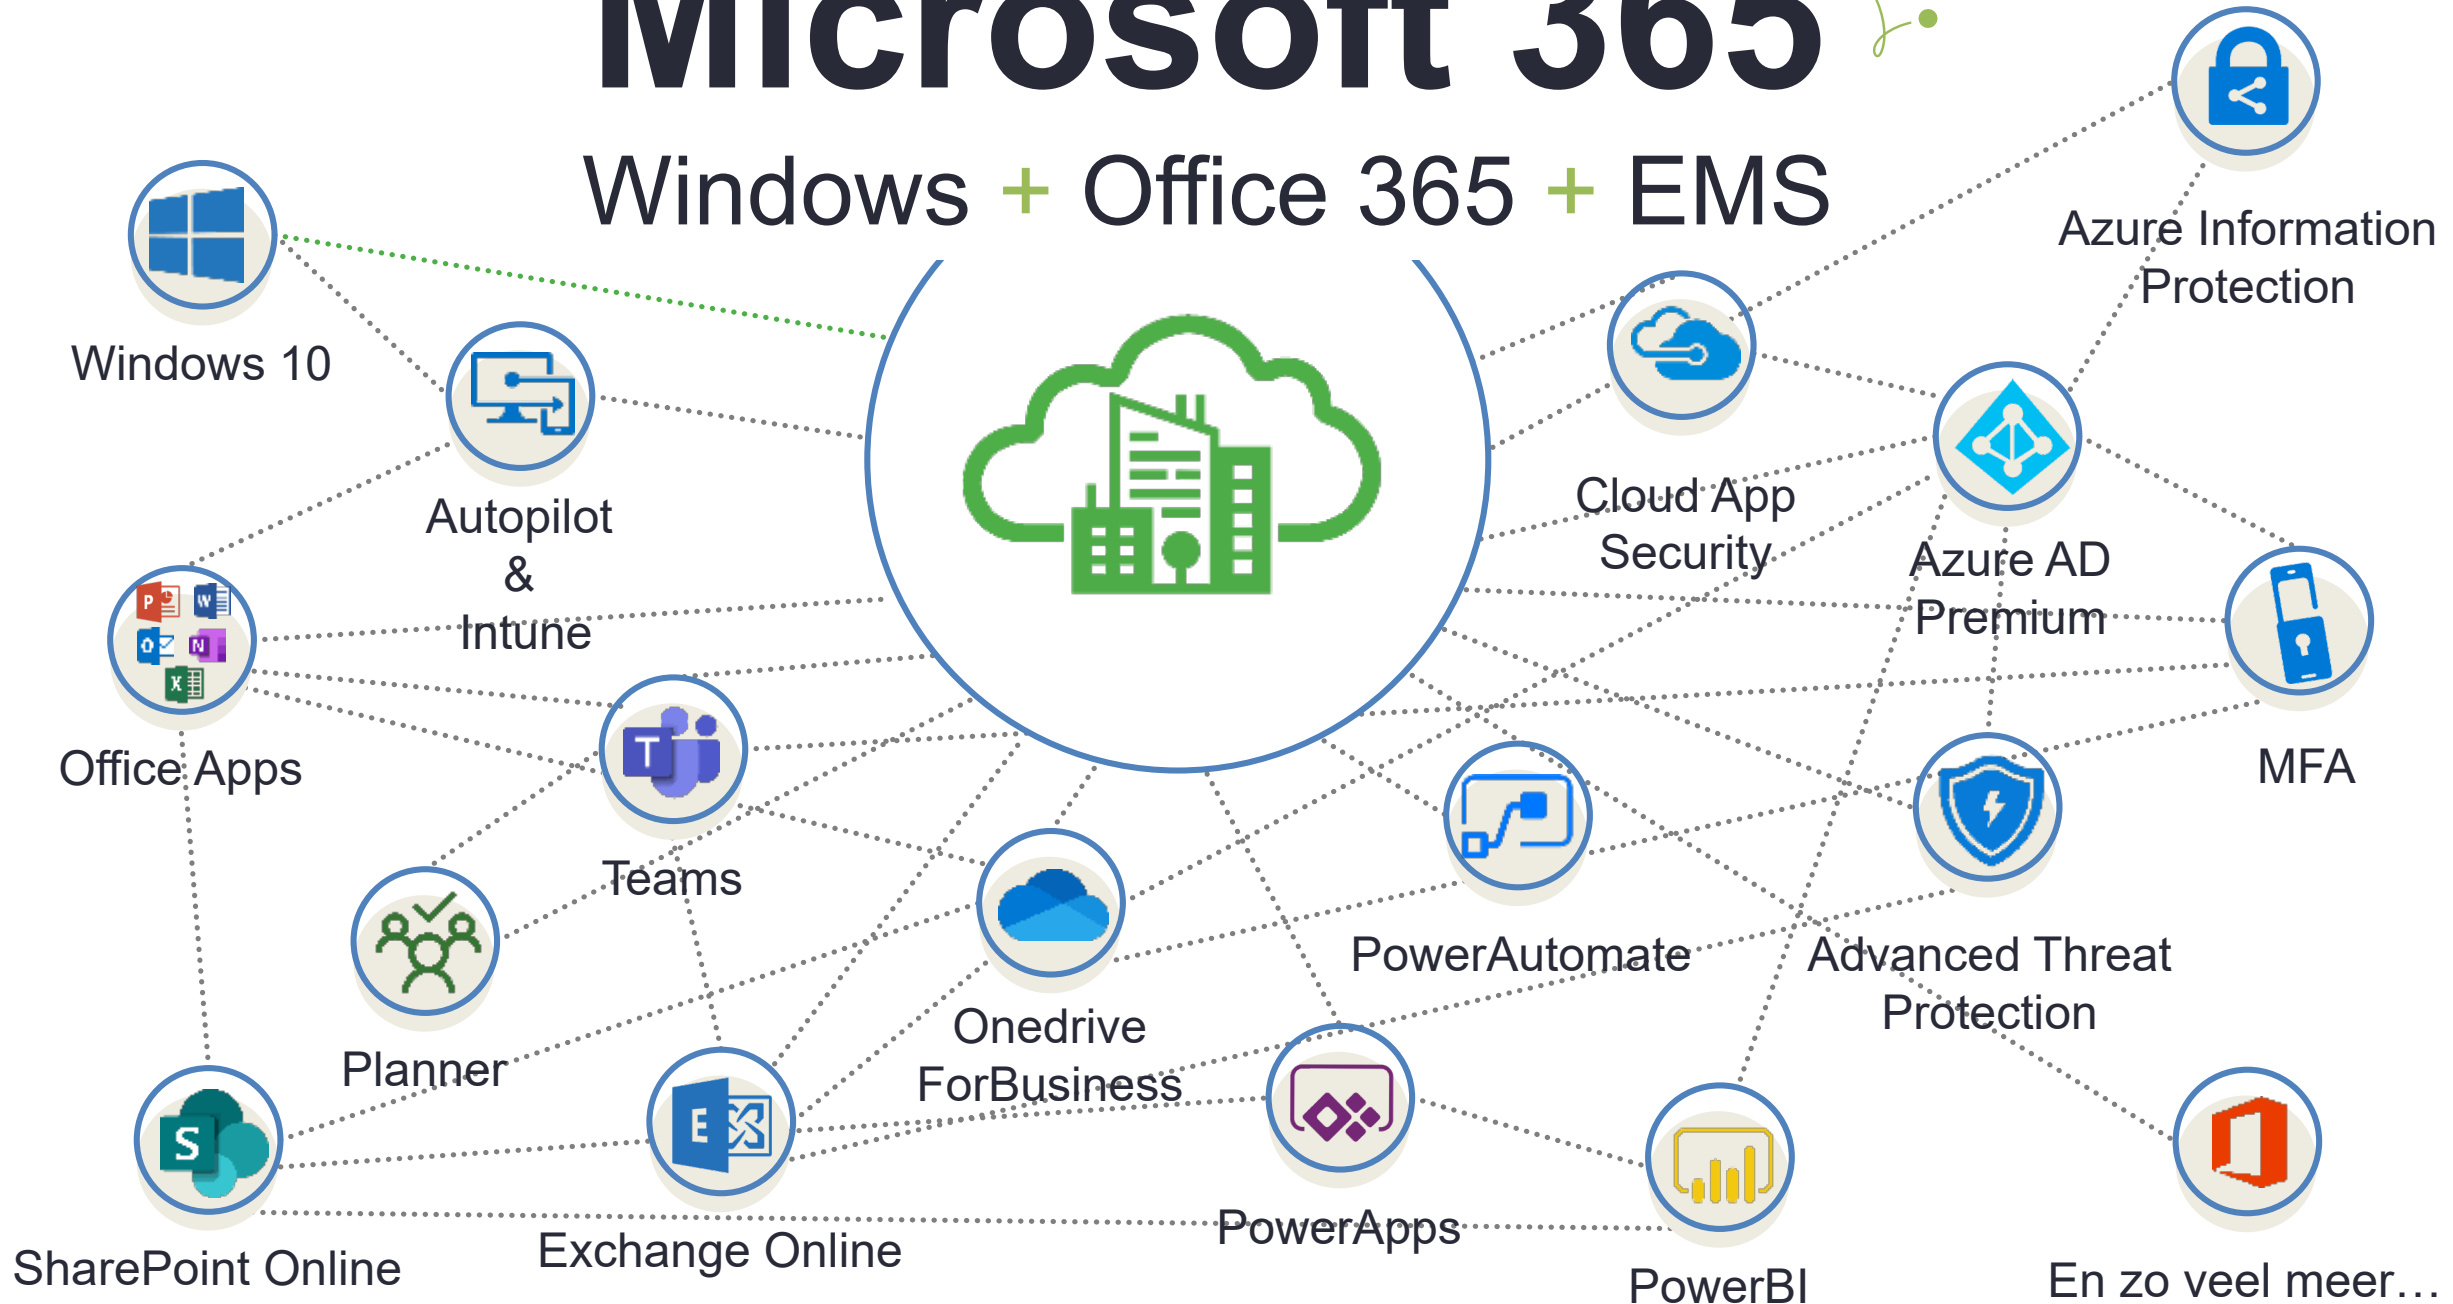 Microsoft 365
Windows + Office 365 + EMS
Azure Information
Protection
Windows 10
Autopilot
&
Intune
Cloud App
Security
Azure AD
Premium
P
W
O
N
X
Office Apps
T
Teams
MFA
Planner
Onedrive
ForBusiness
PowerAutomate
Advanced Threat
Protection
S
E
SharePoint Online
Exchange Online
PowerApps
PowerBI
En zo veel meer...